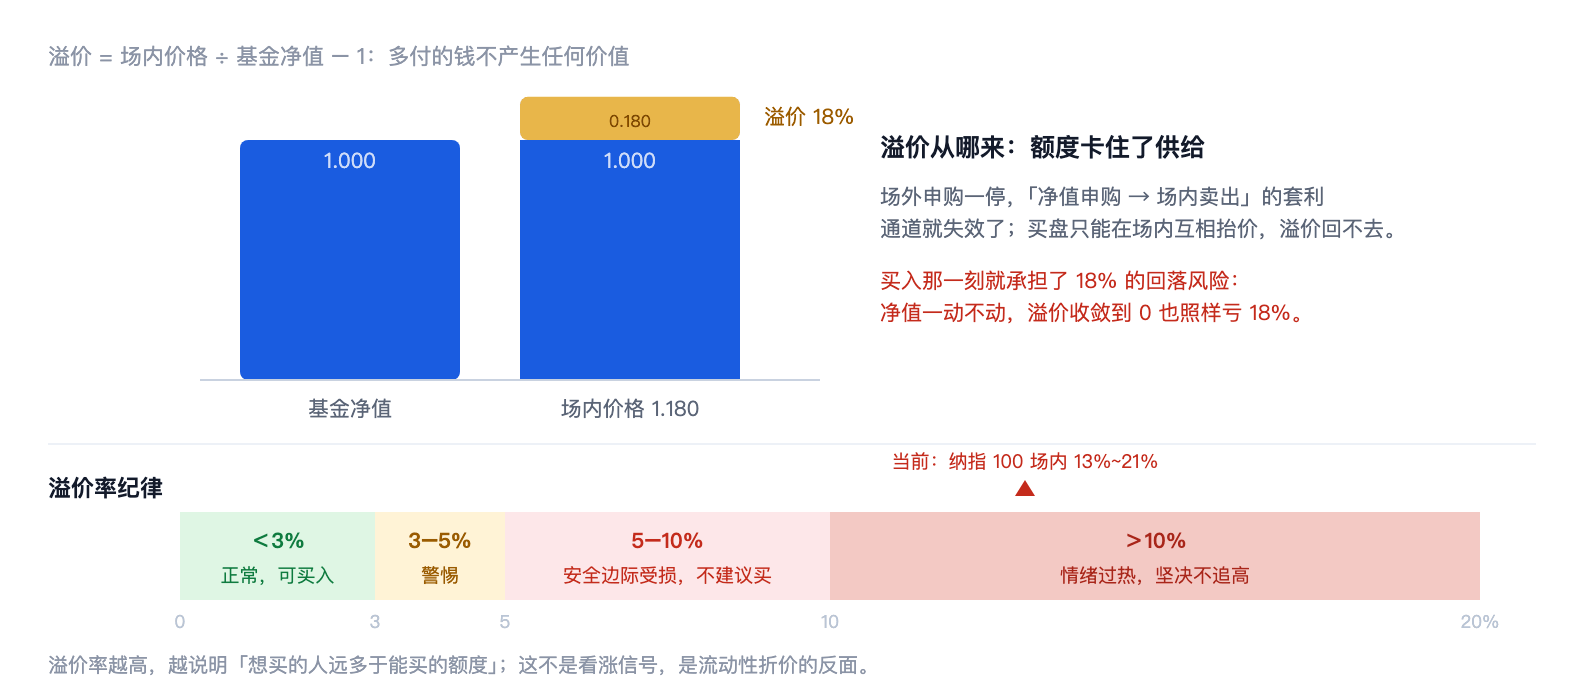 溢价 = 场内价格 ÷ 基金净值 − 1：多付的钱不产生任何价值
0.180
溢价 18%
1.000
1.000
基金净值
场内价格 1.180
溢价从哪来：额度卡住了供给
场外申购一停，「净值申购 → 场内卖出」的套利
通道就失效了；买盘只能在场内互相抬价，溢价回不去。
买入那一刻就承担了 18% 的回落风险：
净值一动不动，溢价收敛到 0 也照样亏 18%。
当前：纳指 100 场内 13%~21%
溢价率纪律
<3%
正常，可买入
3–5%
警惕
5–10%
安全边际受损，不建议买
>10%
情绪过热，坚决不追高
0
3
5
10
20%
溢价率越高，越说明「想买的人远多于能买的额度」；这不是看涨信号，是流动性折价的反面。